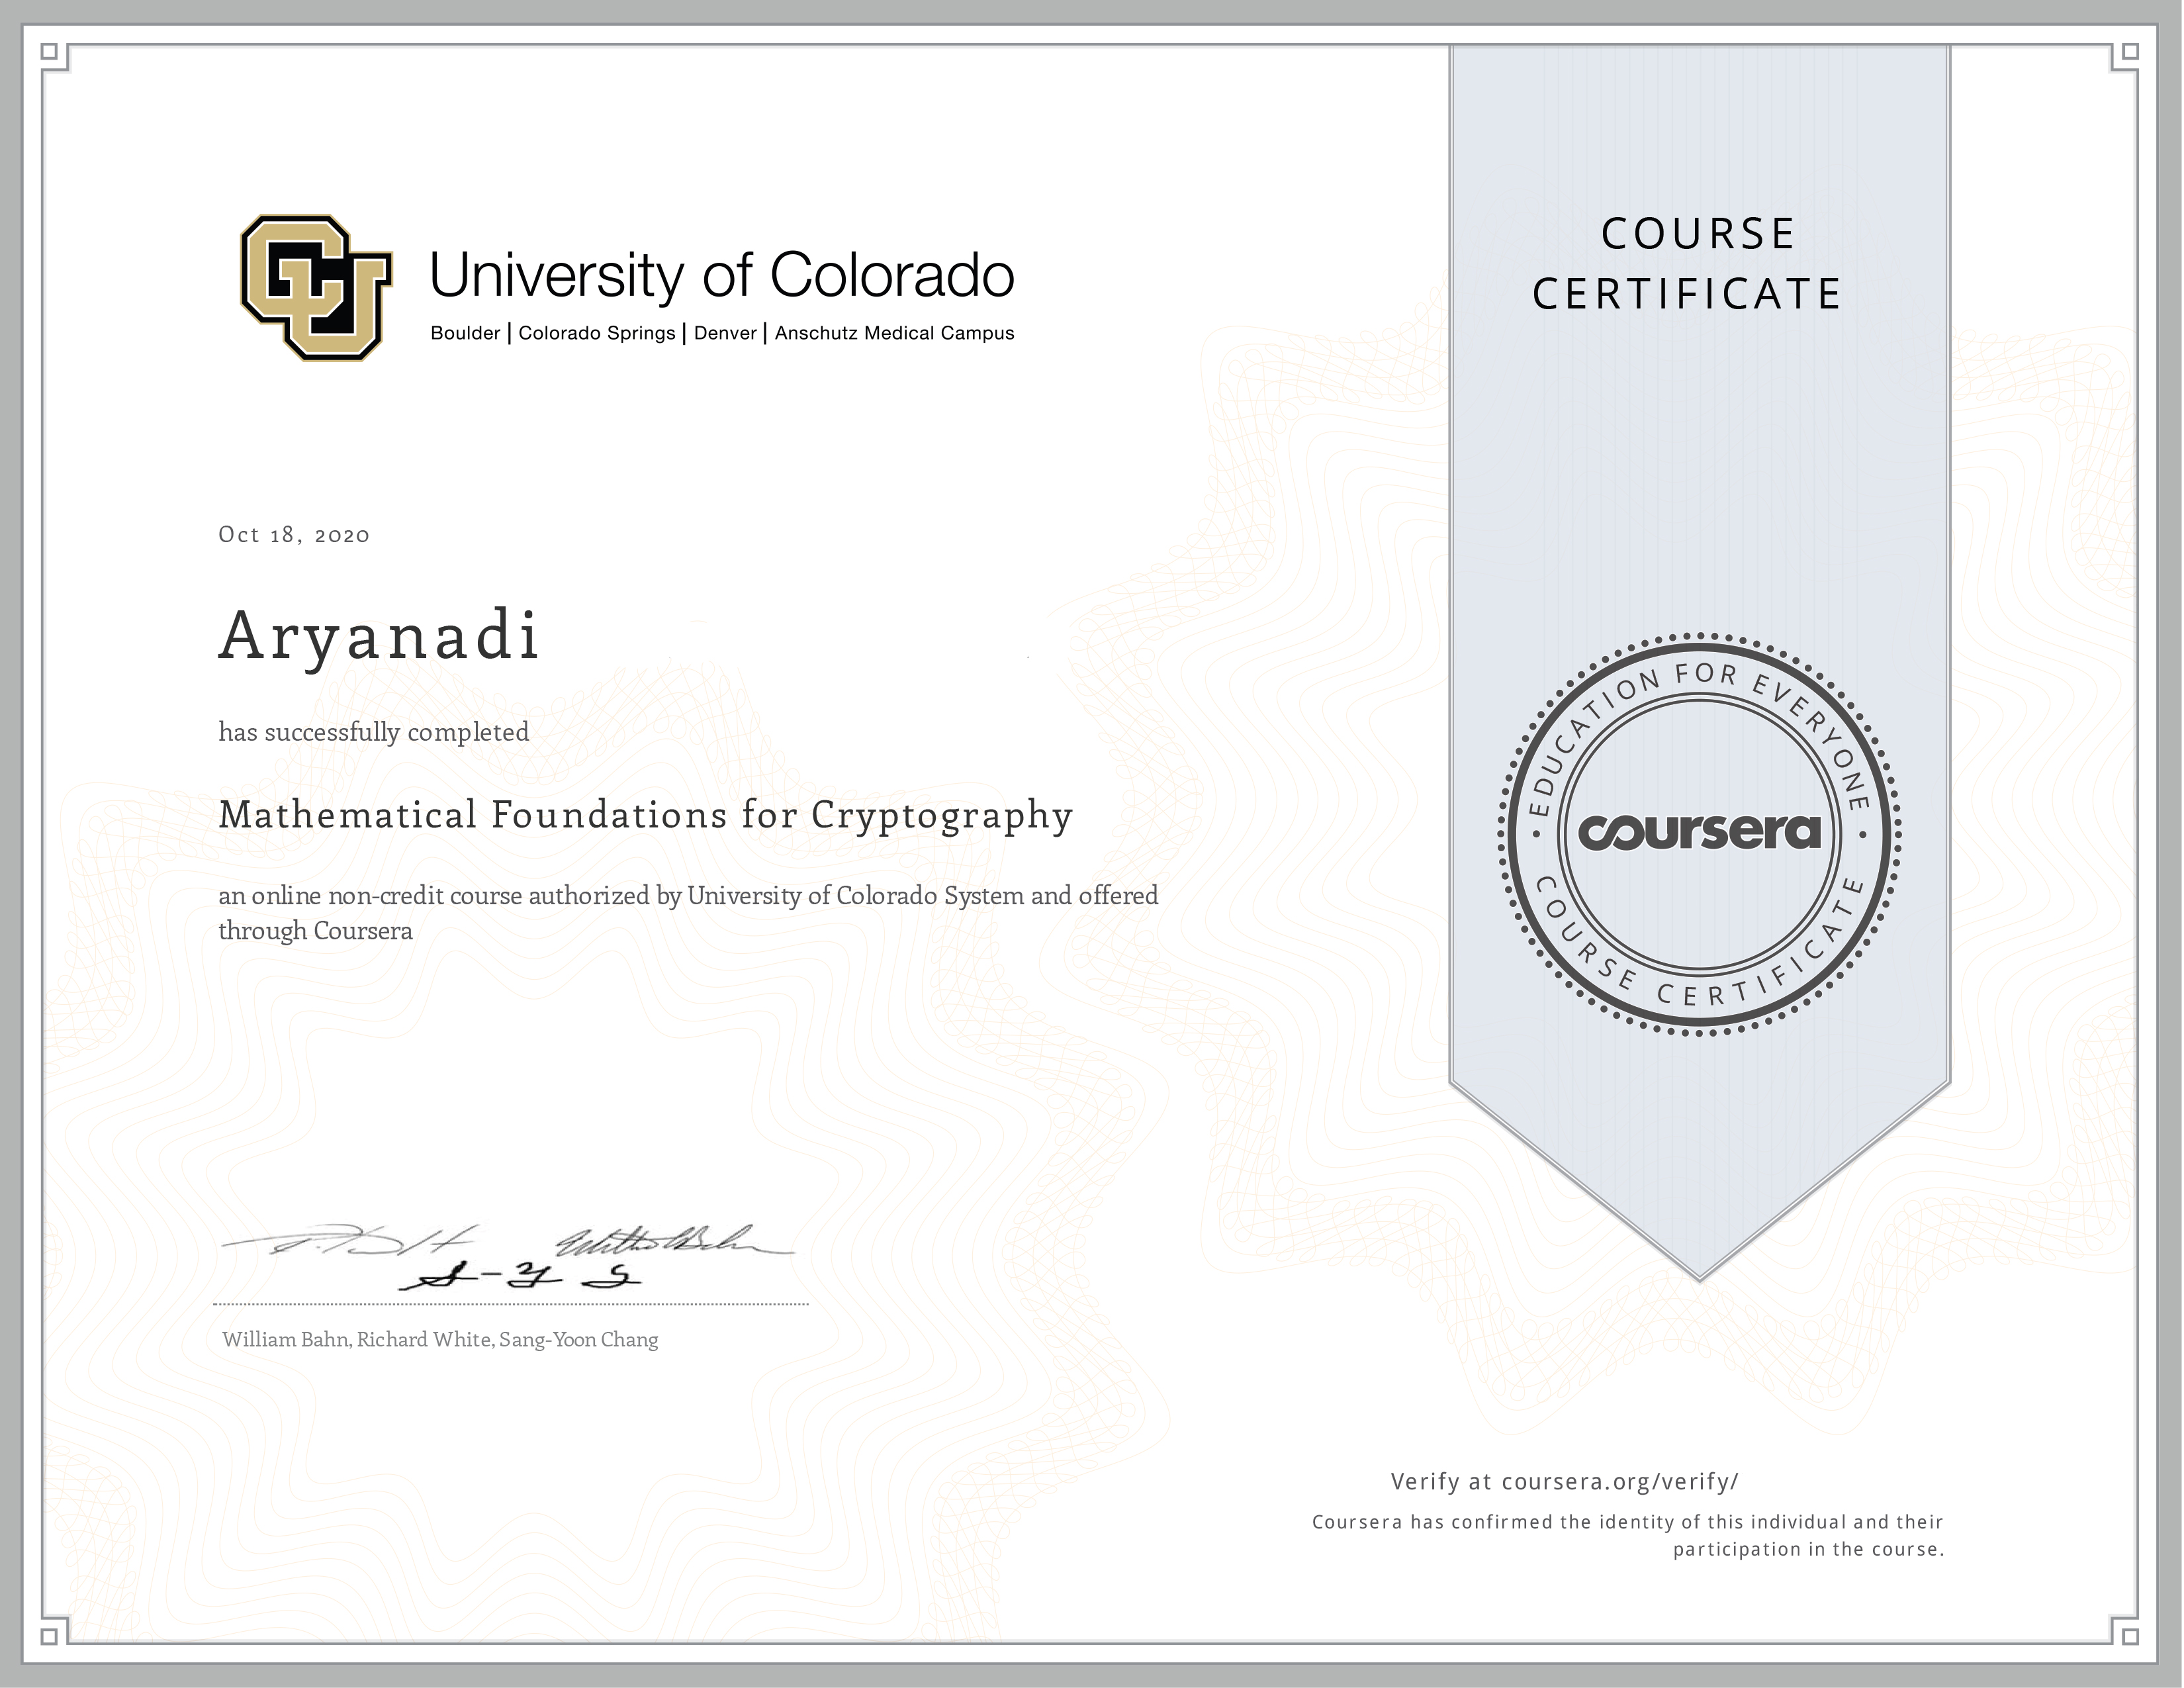 University of Colorado
Boulder | Colorado Springs | Denver | Anschutz Medical Campus
COURSE
CERTIFICATE
Oct 18, 2020
Aryanadi
has successfully completed
Mathematical Foundations for Cryptography
an online non-credit course authorized by University of Colorado System and offered
through Coursera
EDUCATION FOR EVERYONE
coursera
COURSE CERTIFICATE
William Bahn, Richard White, Sang-Yoon Chang
Verify at coursera.org/verify/
Coursera has confirmed the identity of this individual and their
participation in the course.